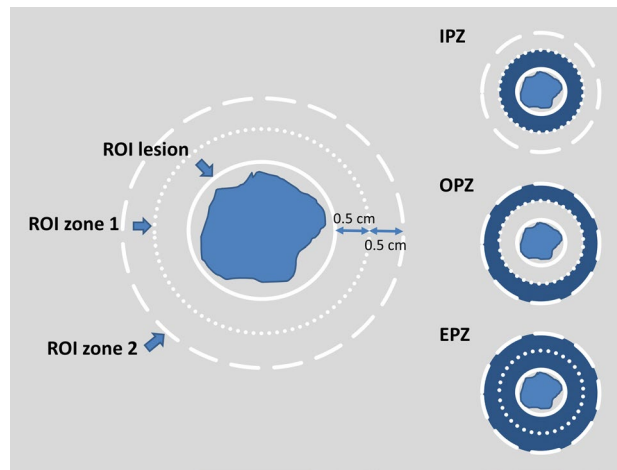 IPZ
ROI lesion
OPZ
0.5 cm
ROI zone 1
0.5 cm
EPZ
ROI zone 2